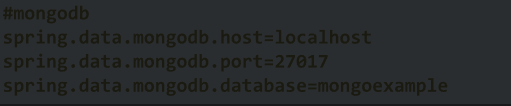 #mongodb
spring.data.mongodb.host=localhost
spring.data.mongodb.port=27017
spring.data.mongodb.database=mongoexample